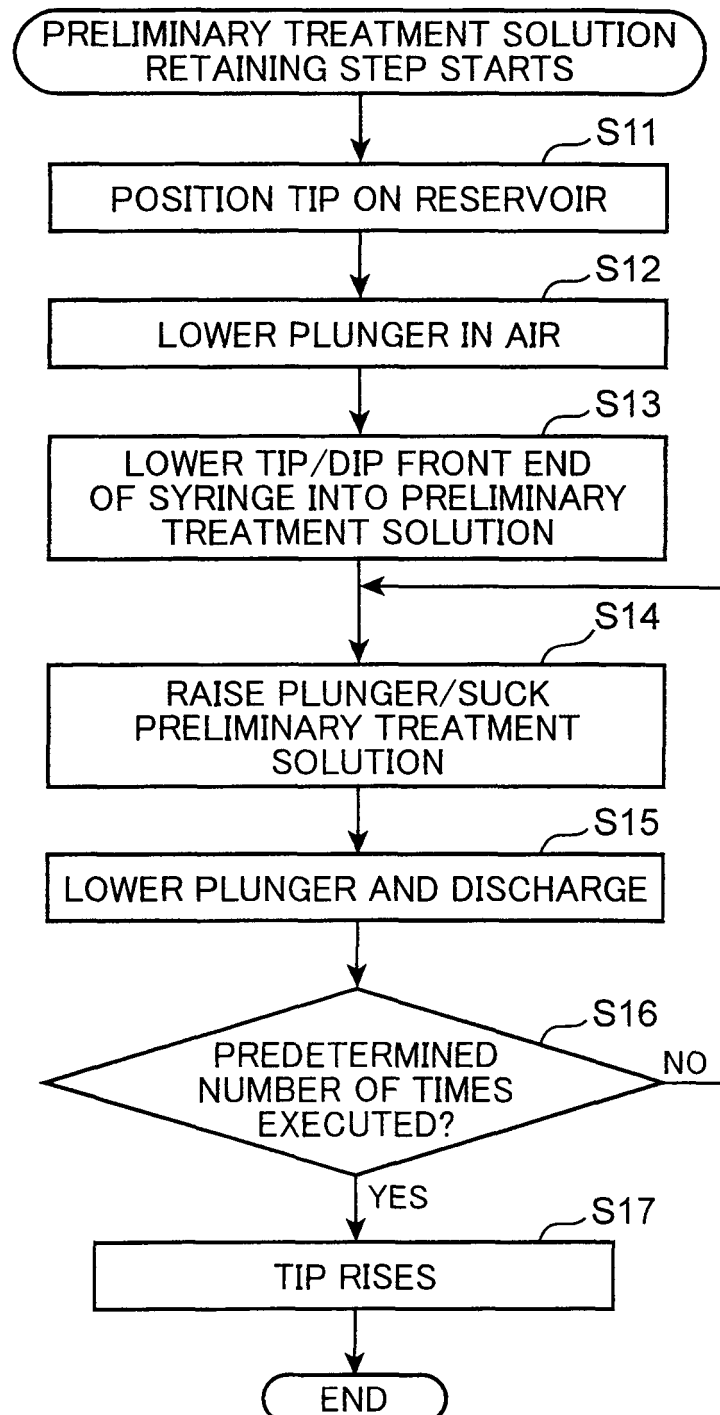 PRELIMINARY TREATMENT SOLUTION
RETAINING STEP STARTS
S11
POSITION TIP ON RESERVOIR
S12
LOWER PLUNGER IN AIR
S13
LOWER TIP/DIP FRONT END
OF SYRINGE INTO PRELIMINARY
TREATMENT SOLUTION
S14
RAISE PLUNGER/SUCK
PRELIMINARY TREATMENT
SOLUTION
S15
LOWER PLUNGER AND DISCHARGE
S16
PREDETERMINED
NUMBER OF TIMES
EXECUTED?
NO
YES
S17
TIP RISES
END